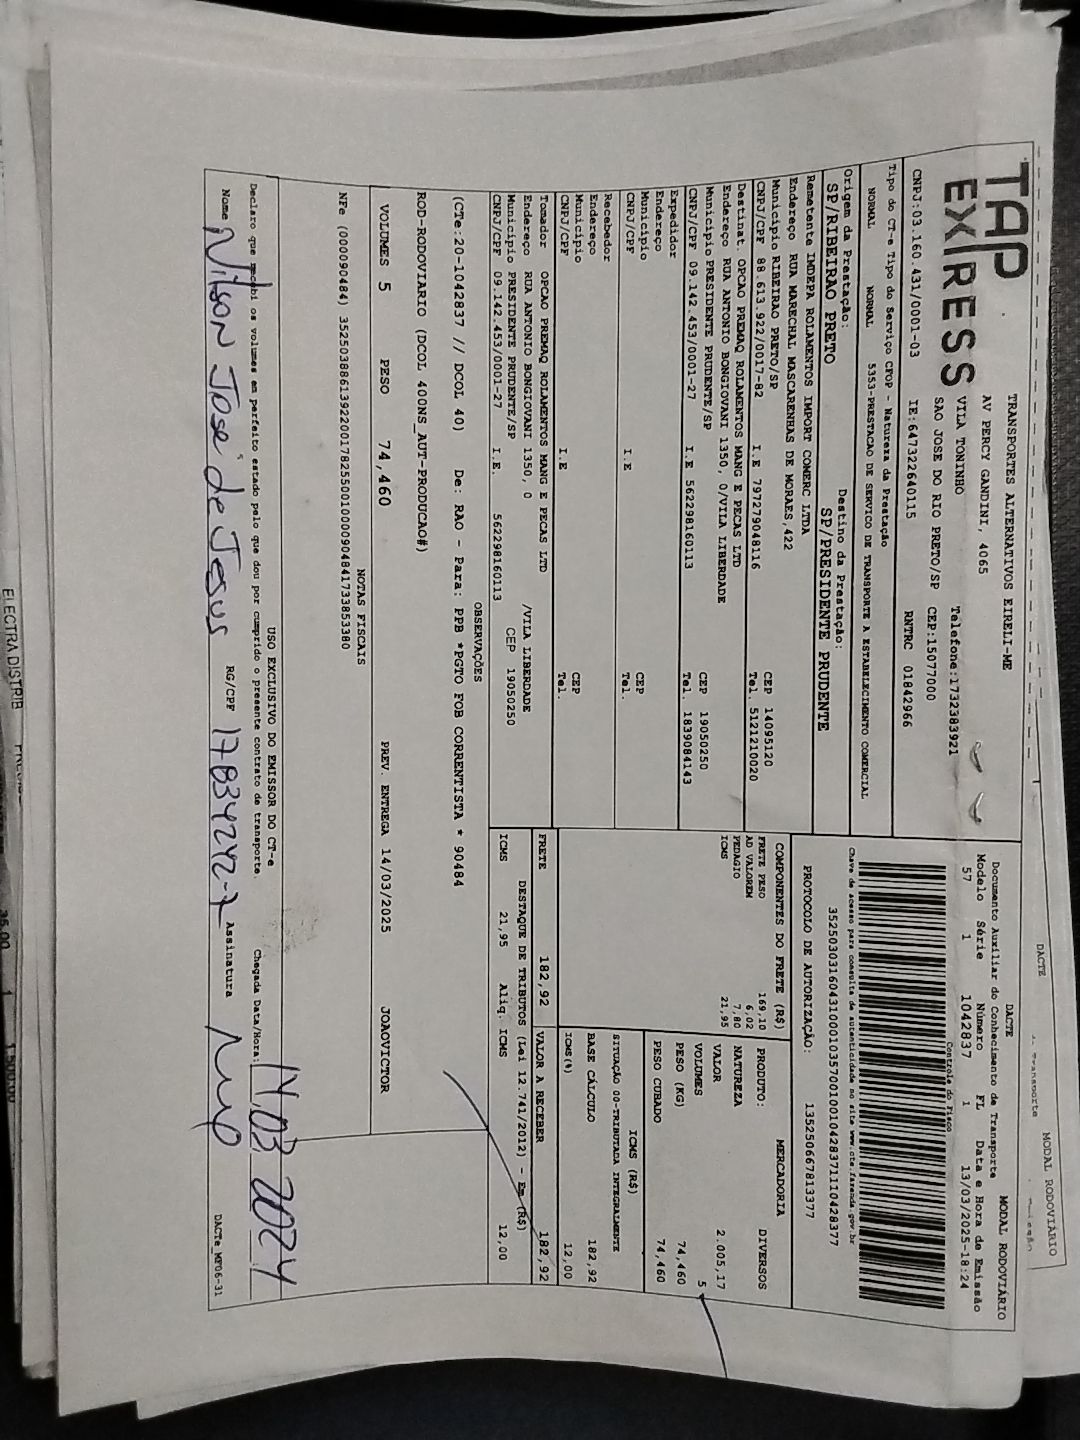 TAP
EXPRESS
TRANSPORTES ALTERNATIVOS EIRELI-ME
AV PERCY GANDINI, 4065
VILA TONINHO
SAO JOSE DO RIO PRETO/SP
Telefone:1732383921
CEP:15077000
CNPJ:03.160.431/0001-03 IE:647322640115 RNTRC 01842966
DACTE MODAL RODOVIÁRIO
Documento Auxiliar do Conhecimento de Transporte
Modelo Série Número FL Data e Hora de Emissão
57 1 1042837 1 13/03/2025-18:24
Controle do Fisco:
Tipo do CT-e Tipo do Serviço CFOP - Natureza da Prestação
NORMAL NORMAL 5353-PRESTACAO DE SERVICO DE TRANSPORTE A ESTABELECIMENTO COMERCIAL
Chave de acesso para consulta de autenticidade no site www.cte.fazenda.gov.br
35250303160431000103570010010428371110428377
Origem da Prestação: Destino da Prestação:
SP/RIBEIRAO PRETO SP/PRESIDENTE PRUDENTE
PROTOCOLO DE AUTORIZAÇÃO: 135250667813377
Remetente IMDEPA ROLAMENTOS IMPORT COMERC LTDA
Endereço RUA MARECHAL MASCARENHAS DE MORAES,422
Município RIBEIRAO PRETO/SP CEP 14095120
CNPJ/CPF 88.613.922/0017-82 I.E 797279048116 Tel. 5121210020
Destinat. OPCAO PREMAQ ROLAMENTOS MANG E PECAS LTD
Endereço RUA ANTONIO BONGIOVANI 1350, 0/VILA LIBERDADE
Município PRESIDENTE PRUDENTE/SP CEP 19050250
CNPJ/CPF 09.142.453/0001-27 I.E 562298160113 Tel. 1839084143
Expedidor
Endereço
Município CEP
CNPJ/CPF I.E Tel.
Recebedor
Endereço
Município CEP
CNPJ/CPF I.E Tel.
Tomador OPCAO PREMAQ ROLAMENTOS MANG E PECAS LTD
Endereço RUA ANTONIO BONGIOVANI 1350, 0 /VILA LIBERDADE
Município PRESIDENTE PRUDENTE/SP CEP 19050250
CNPJ/CPF 09.142.453/0001-27 I.E. 562298160113
COMPONENTES DO FRETE (R$)
FRETE PESO 169,10
AD VALOREM 6,02
PEDAGIO 7,80
ICMS 21,95
MERCADORIA
PRODUTO: DIVERSOS
NATUREZA
VALOR 2.005,17
VOLUMES 5
PESO (KG) 74,460
PESO CUBADO 74,460
ICMS (R$)
SITUAÇÃO 00-TRIBUTADA INTEGRALMENTE
BASE CÁLCULO 182,92
ICMS(%) 12,00
FRETE 182,92 VALOR A RECEBER 182,92
DESTAQUE DE TRIBUTOS (Lei 12.741/2012) - Em (R$)
ICMS 21,95 Aliq. ICMS 12,00
OBSERVAÇÕES
(CTe:20-1042837 // DCOL 40) De: RAO - Para: PPB *PGTO FOB CORRENTISTA * 90484
ROD-RODOVIARIO (DCOL 400NS_AUT-PRODUCAO#)
VOLUMES 5 PESO 74,460 PREV. ENTREGA 14/03/2025 JOAOVICTOR
NOTAS FISCAIS
NFe (000090484) 35250388613922001782550010000904841733853380
USO EXCLUSIVO DO EMISSOR DO CT-e
Declaro que recebi os volumes em perfeito estado pelo que dou por cumprido o presente contrato de transporte. Chegada Data/Hora: 14.03 2024
Nome Nilson Jose de Jesus RG/CPF 17834242-7 Assinatura
DACTe_MP06-31
DACTE
MODAL RODOVIÁRIO
Transporte
ELECTRA DISTRIB